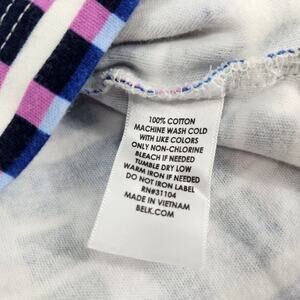 100% COTTON
MACHINE WASH COLD
WITH LIKE COLORS
ONLY NON-CHLORINE
BLEACH IF NEEDED
TUMBLE DRY LOW
WARM IRON IF NEEDED
DO NOT IRON LABEL
RN#31104
MADE IN VIETNAM
BELK.COM